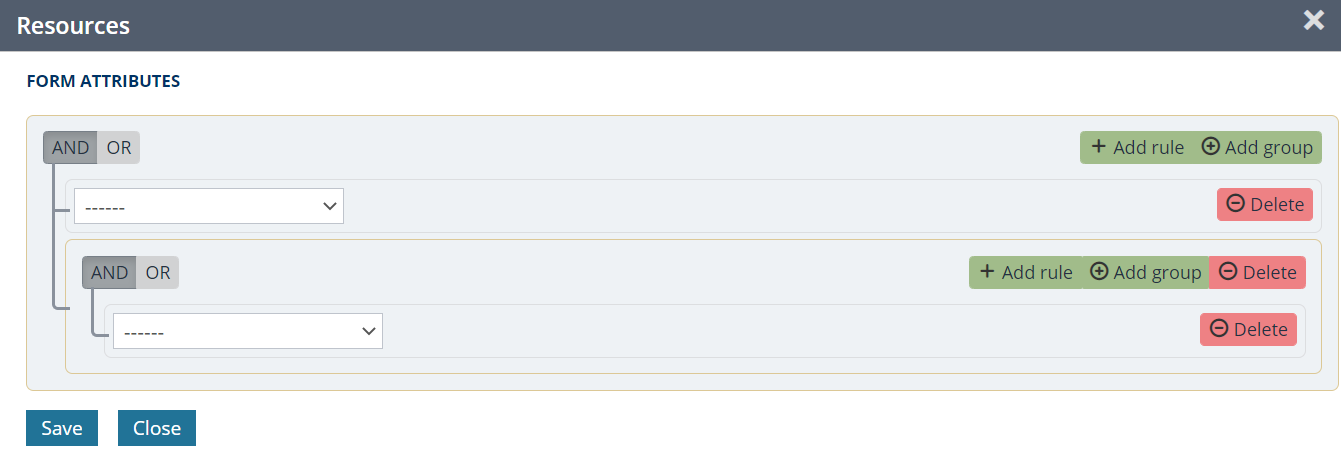 Resources
FORM ATTRIBUTES
AND OR Add rule Add group
------ Delete
AND OR Add rule Add group Delete
------ Delete
Save Close